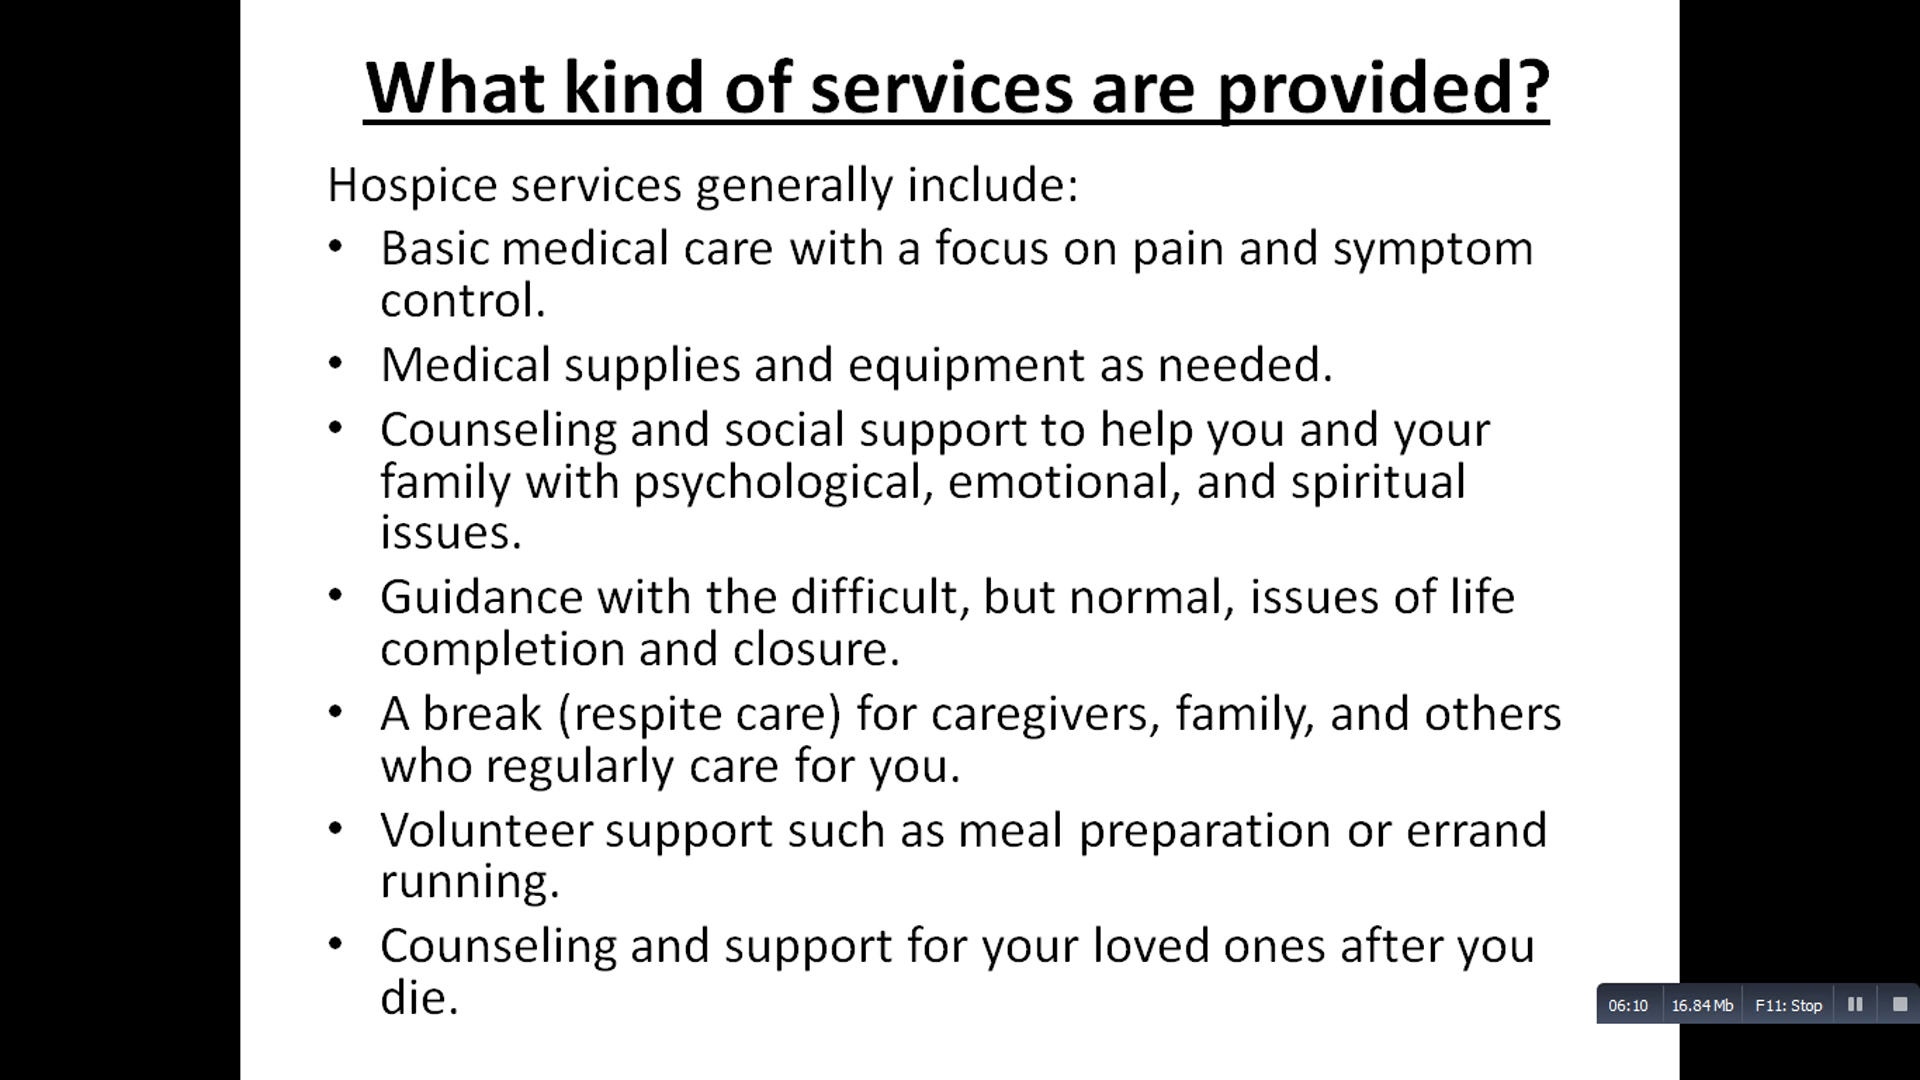 What kind of services are provided?
Hospice services generally include:
• Basic medical care with a focus on pain and symptom
control.
• Medical supplies and equipment as needed.
• Counseling and social support to help you and your
family with psychological, emotional, and spiritual
issues.
• Guidance with the difficult, but normal, issues of life
completion and closure.
• A break (respite care) for caregivers, family, and others
who regularly care for you.
• Volunteer support such as meal preparation or errand
running.
• Counseling and support for your loved ones after you
die.
06:10 16.84 Mb F11: Stop